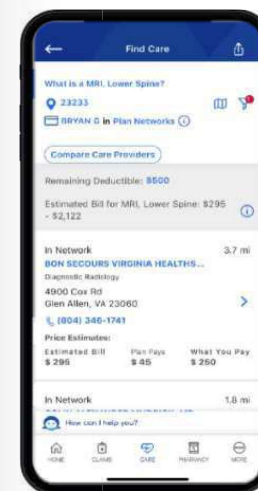 Find Care
What is a MRI, Lower Spine?
23233
BRYAN G in Plan Networks
Compare Care Providers
Remaining Deductible: $500
Estimated Bill for MRI, Lower Spine: $295
- $2,122
In Network 3.7 mi
BON SECOURS VIRGINIA HEALTHS...
Diagnostic Radiology
4900 Cox Rd
Glen Allen, VA 23060
(804) 346-1741
Price Estimates:
Estimated Bill Plan Pays What You Pay
$ 295 $ 45 $ 250
In Network 1.8 mi
How can I help you?
HOME CLAIMS CARE PHARMACY MORE